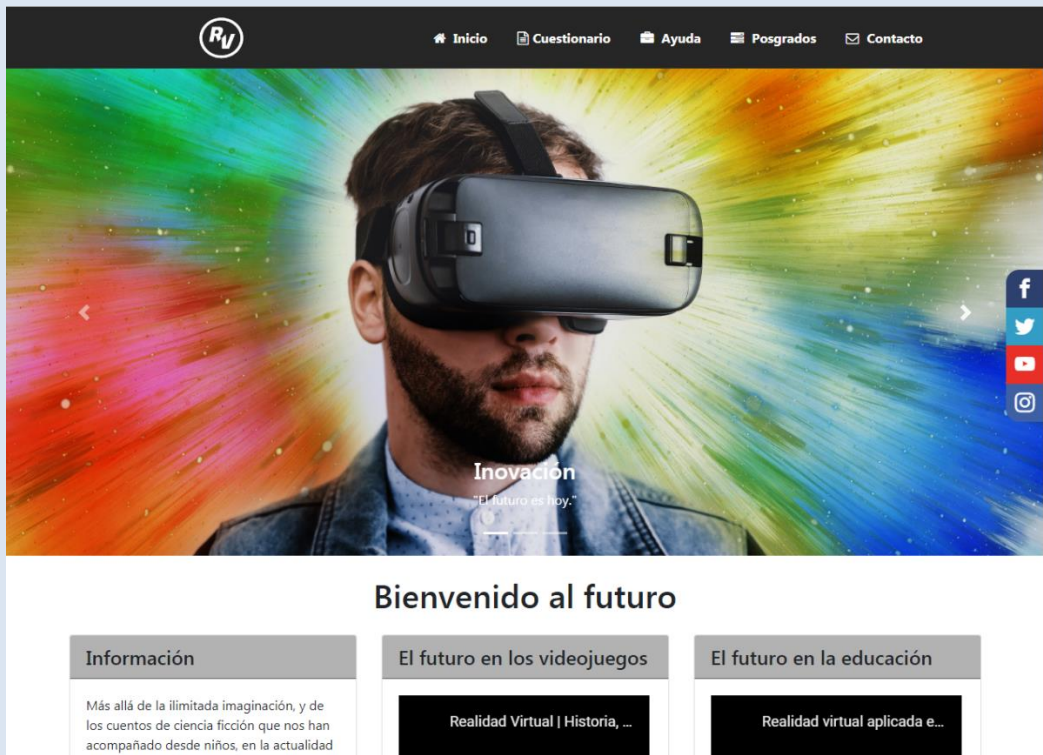 RV
Inicio Cuestionario Ayuda Posgrados Contacto
Inovación
"El futuro es hoy."
Bienvenido al futuro
Información
Más allá de la ilimitada imaginación, y de
los cuentos de ciencia ficción que nos han
acompañado desde niños, en la actualidad
El futuro en los videojuegos
Realidad Virtual | Historia, ...
El futuro en la educación
Realidad virtual aplicada e...